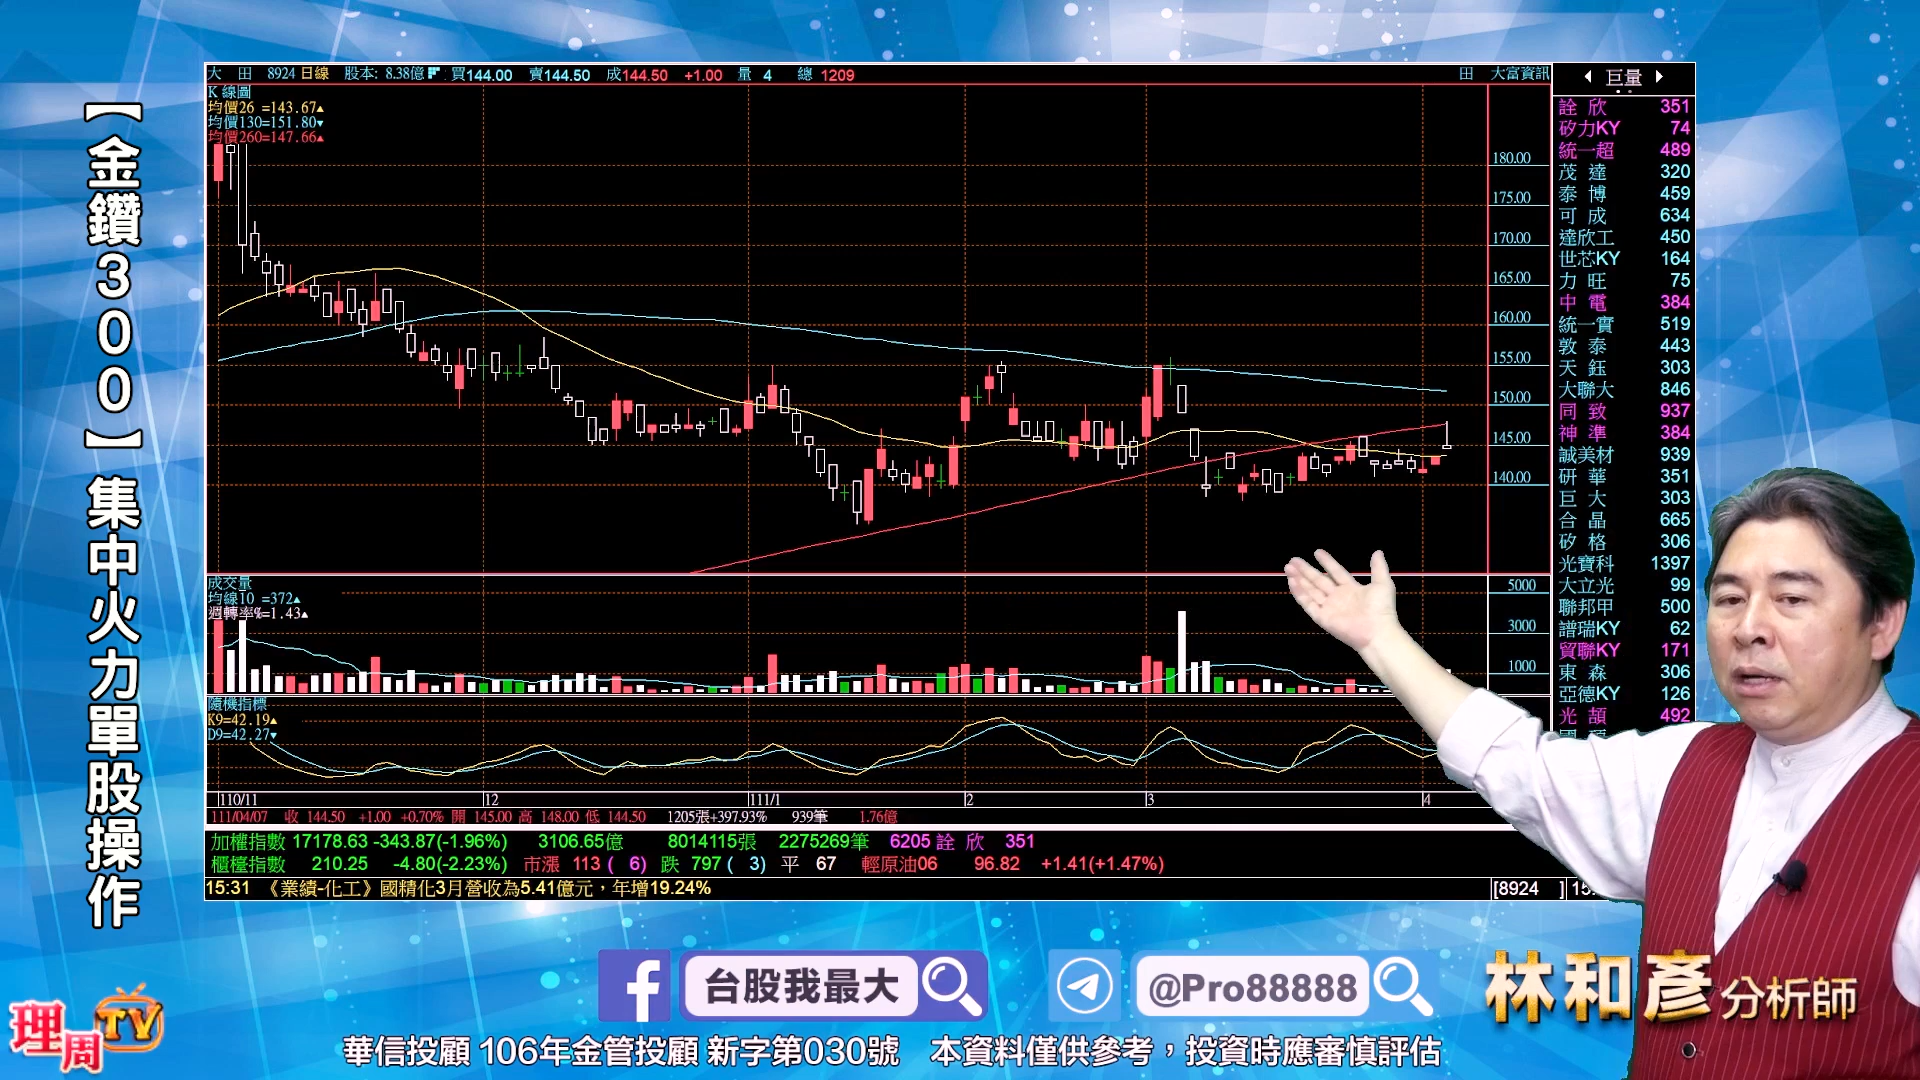 【金鑽300】集中火力單股操作
大 田 8924 日線 股本: 8.38億 買144.00 賣144.50 成144.50 +1.00 量 4 總 1209 田 大富資訊
K 線圖
均價26 =143.67▲
均價130=151.80▼
均價260=147.66▲
180.00
175.00
170.00
165.00
160.00
155.00
150.00
145.00
140.00
成交量
均線10 =372▲
週轉率%=1.43▲
5000
3000
1000
隨機指標
K9=42.19▲
D9=42.27▼
110/11 12 111/1 2 3 4
111/04/07 收 144.50 +1.00 +0.70% 開 145.00 高 148.00 低 144.50 1205張+397.93% 939筆 1.76億
加權指數 17178.63 -343.87(-1.96%) 3106.65億 8014115張 2275269筆 6205 詮 欣 351
櫃檯指數 210.25 -4.80(-2.23%) 市漲 113 ( 6) 跌 797 ( 3) 平 67 輕原油06 96.82 +1.41(+1.47%)
15:31 《業績-化工》國精化3月營收為5.41億元，年增19.24%
[8924 ] 15:
巨量
詮 欣 351
矽力KY 74
統一超 489
茂 達 320
泰 博 459
可 成 634
達欣工 450
世芯KY 164
力 旺 75
中 電 384
統一實 519
敦 泰 443
天 鈺 303
大聯大 846
同 致 937
神 準 384
誠美材 939
研 華 351
巨 大 303
合 晶 665
矽 格 306
光寶科 1397
大立光 99
聯邦甲 500
譜瑞KY 62
貿聯KY 171
東 森 306
亞德KY 126
光 頡 492
台股我最大
@Pro88888
林和彥分析師
理周TV
華信投顧 106年金管投顧 新字第030號 本資料僅供參考，投資時應審慎評估